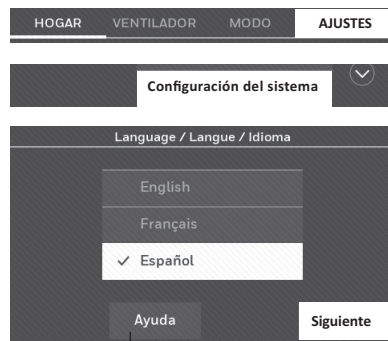 HOGAR VENTILADOR MODO AJUSTES
Configuración del sistema
Language / Langue / Idioma
English
Français
✓ Español
Ayuda Siguiente